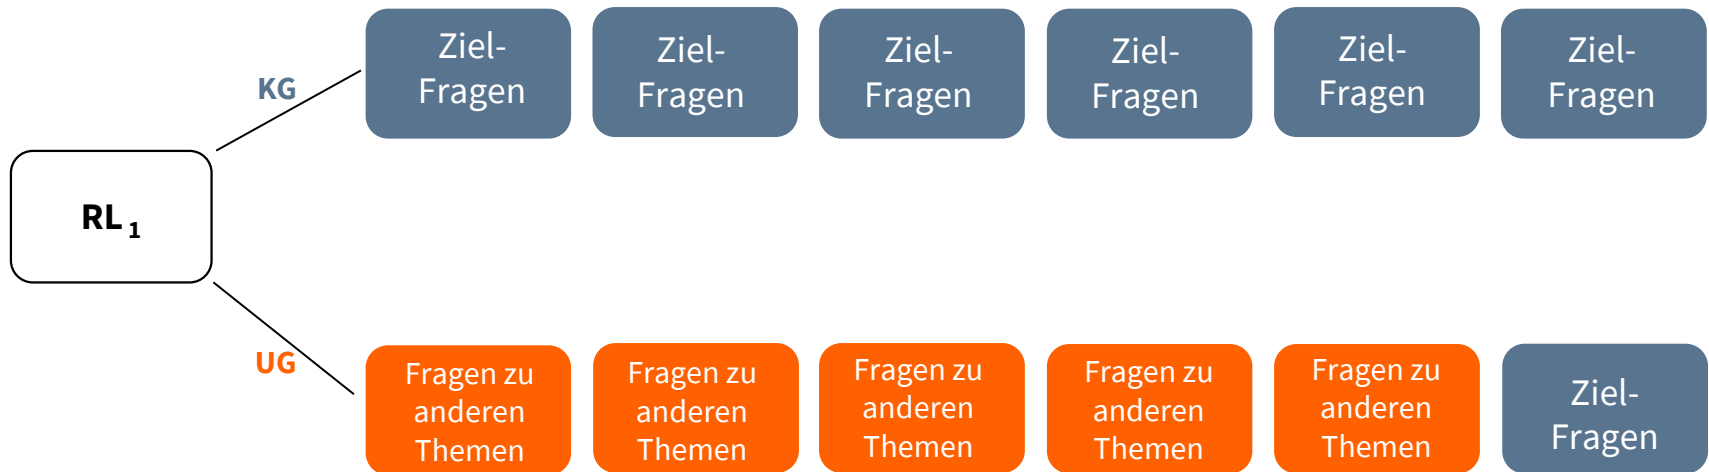 KG
Ziel-
Fragen
Ziel-
Fragen
Ziel-
Fragen
Ziel-
Fragen
Ziel-
Fragen
Ziel-
Fragen
RL 1
UG
Fragen zu
anderen
Themen
Fragen zu
anderen
Themen
Fragen zu
anderen
Themen
Fragen zu
anderen
Themen
Fragen zu
anderen
Themen
Ziel-
Fragen